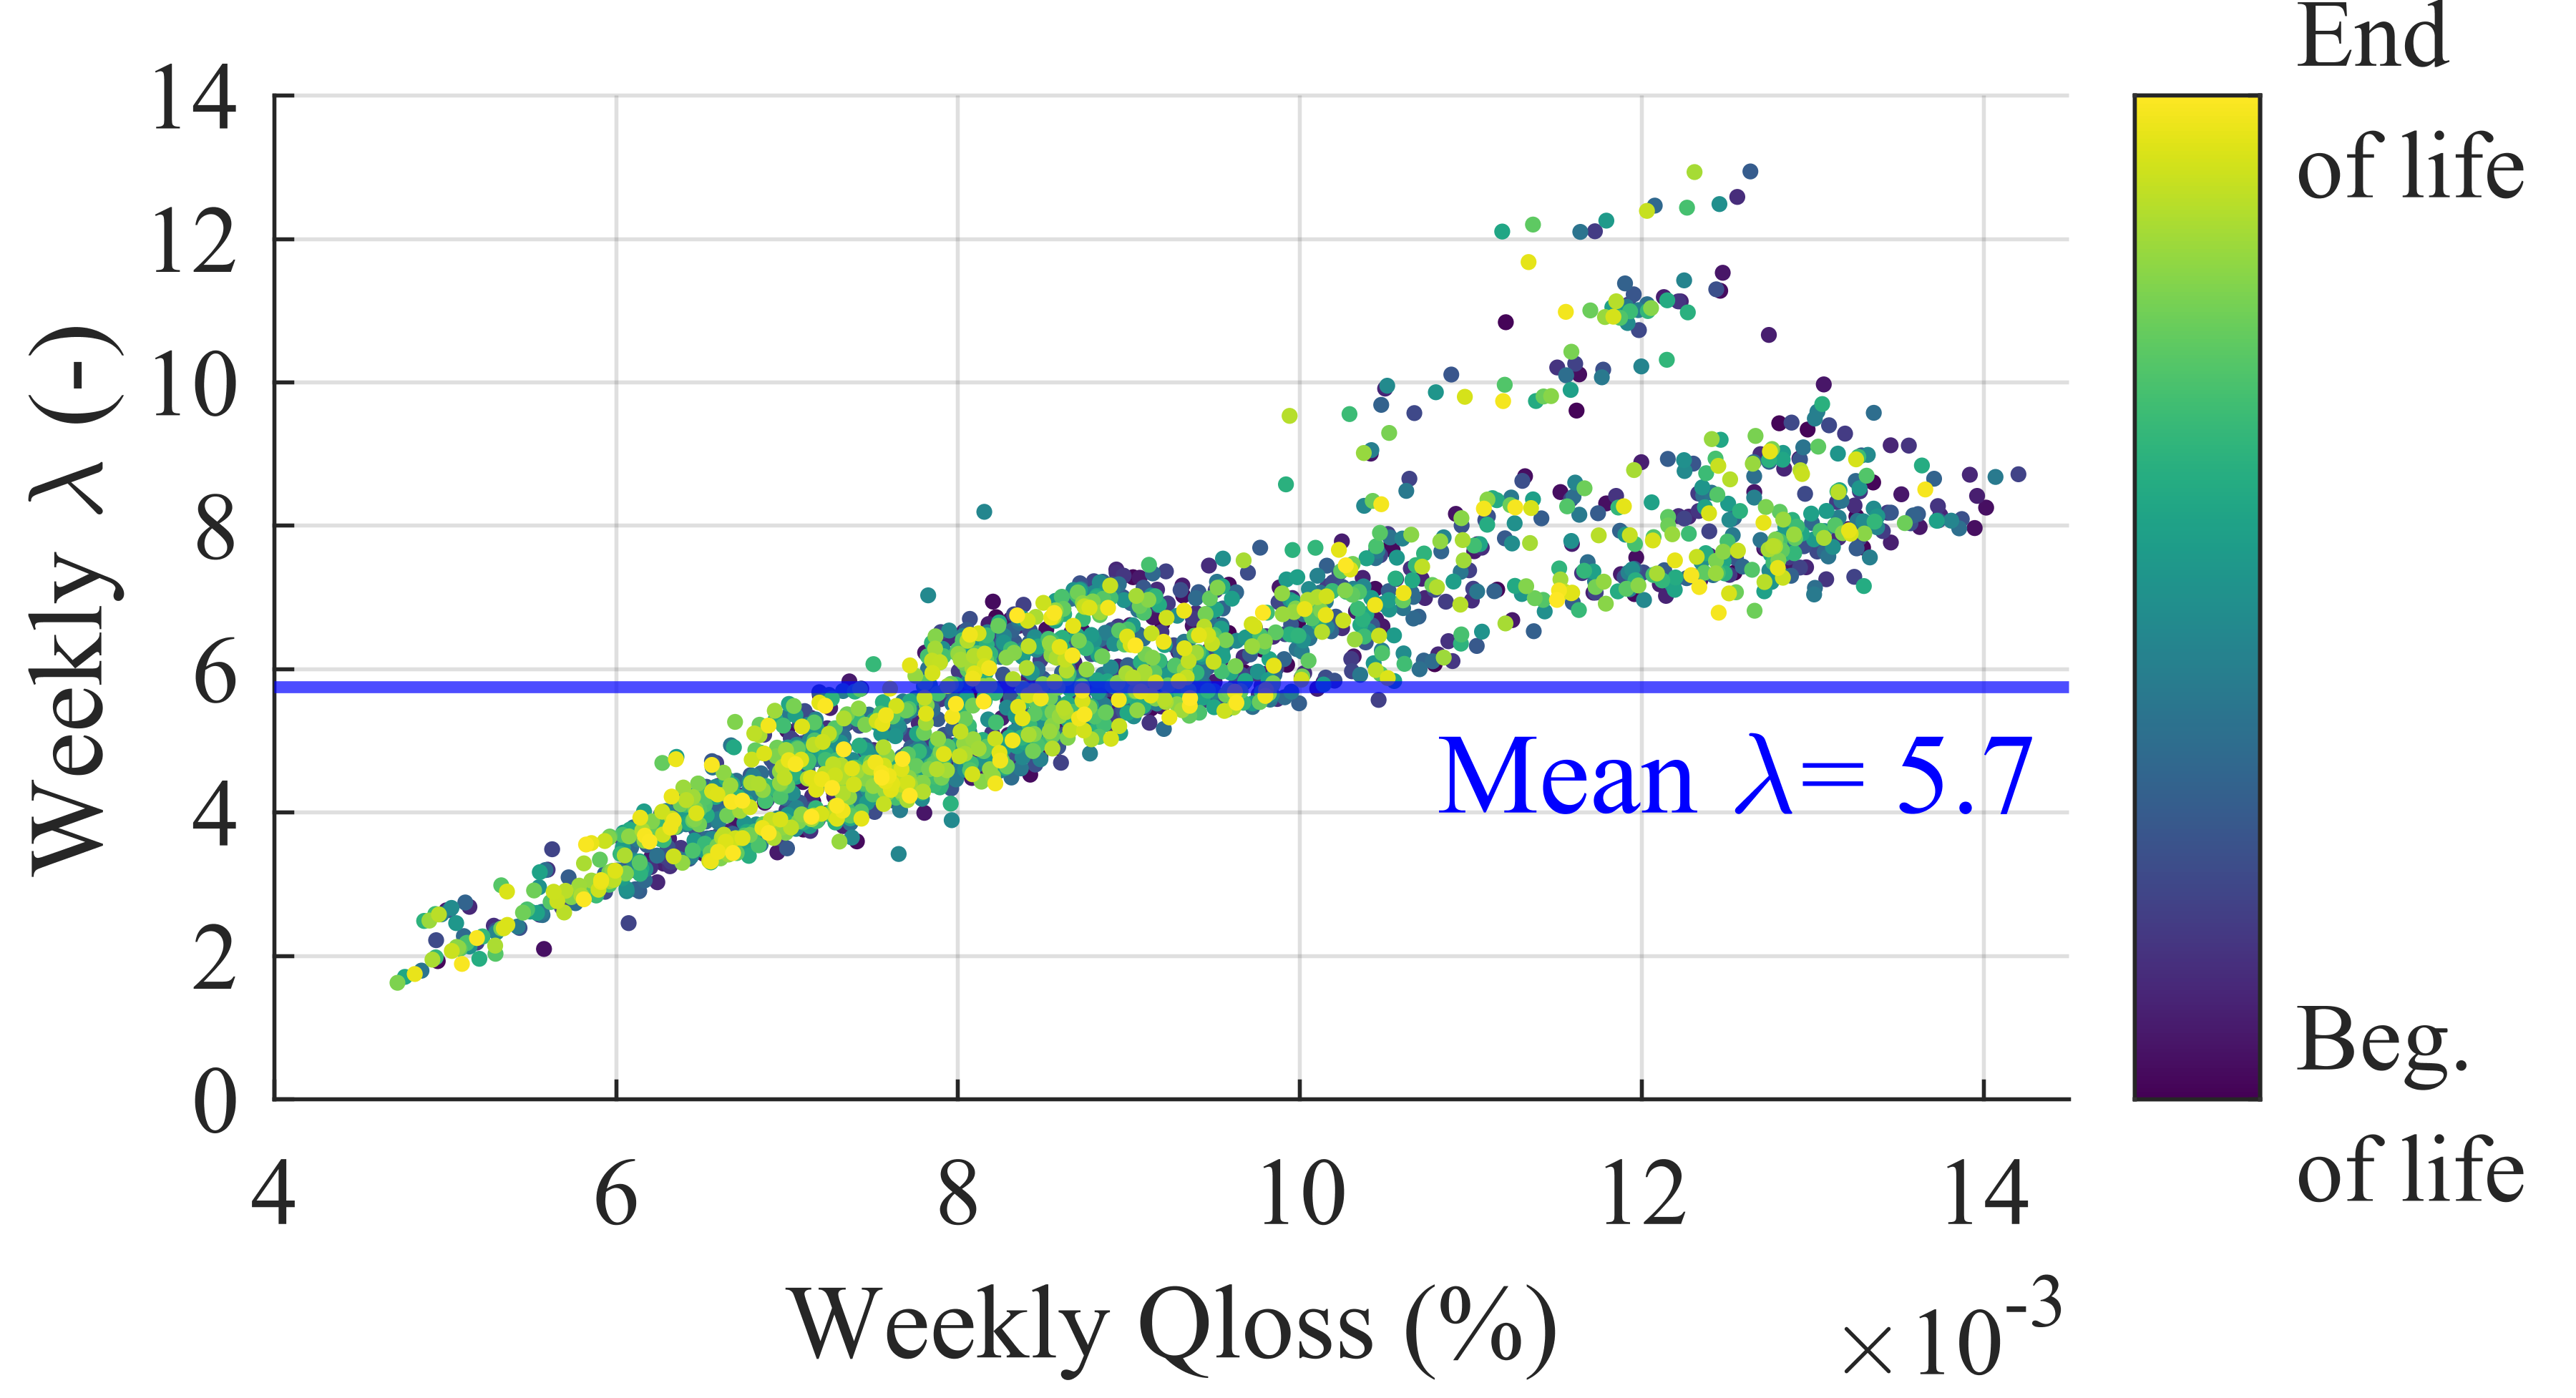 End
of life
14
12
10
8
6
4
2
0
Weekly λ (-)
Mean λ= 5.7
Beg.
of life
4 6 8 10 12 14
Weekly Qloss (%)
×10-3